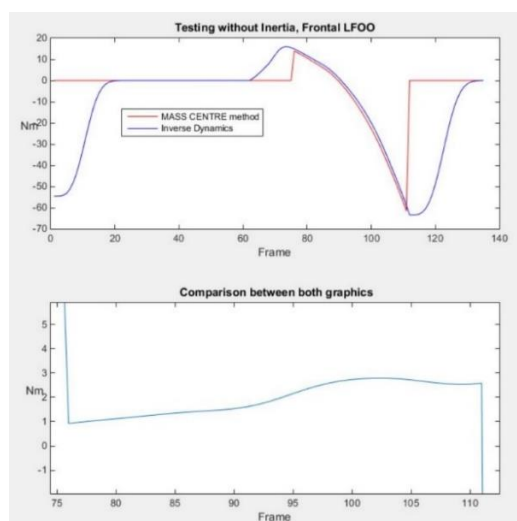 Testing without Inertia, Frontal LFOO
20
10
0
-10
-20
-30
-40
-50
-60
-70
Nm
MASS CENTRE method
Inverse Dynamics
0 20 40 60 80 100 120 140
Frame
Comparison between both graphics
5
4
3
2
1
0
-1
Nm
75 80 85 90 95 100 105 110
Frame